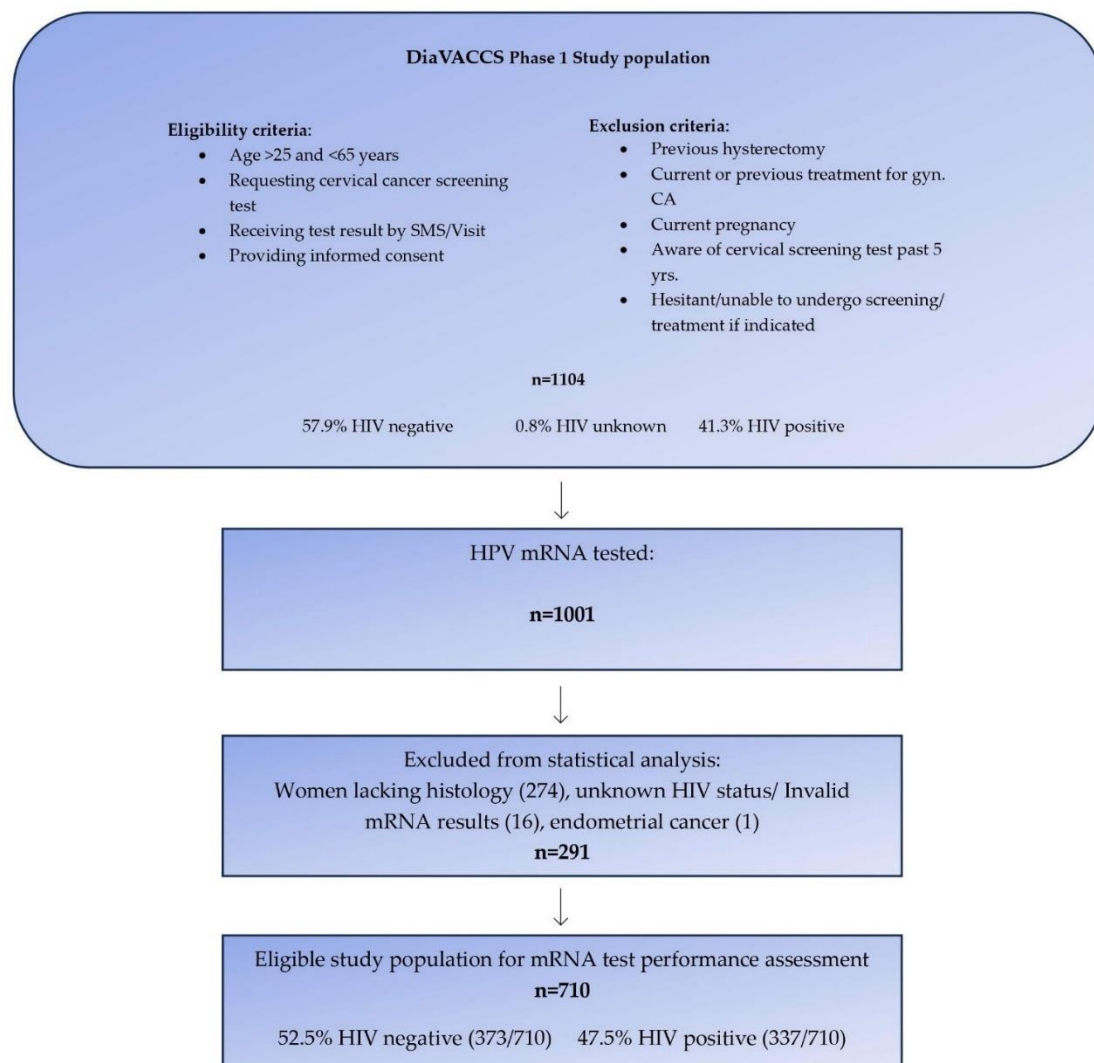 DiaVACCS Phase 1 Study population
Eligibility criteria:
• Age >25 and <65 years
• Requesting cervical cancer screening
test
• Receiving test result by SMS/Visit
• Providing informed consent
Exclusion criteria:
• Previous hysterectomy
• Current or previous treatment for gyn.
CA
• Current pregnancy
• Aware of cervical screening test past 5
yrs.
• Hesitant/unable to undergo screening/
treatment if indicated
n=1104
57.9% HIV negative 0.8% HIV unknown 41.3% HIV positive
HPV mRNA tested:
n=1001
Excluded from statistical analysis:
Women lacking histology (274), unknown HIV status/ Invalid
mRNA results (16), endometrial cancer (1)
n=291
Eligible study population for mRNA test performance assessment
n=710
52.5% HIV negative (373/710) 47.5% HIV positive (337/710)